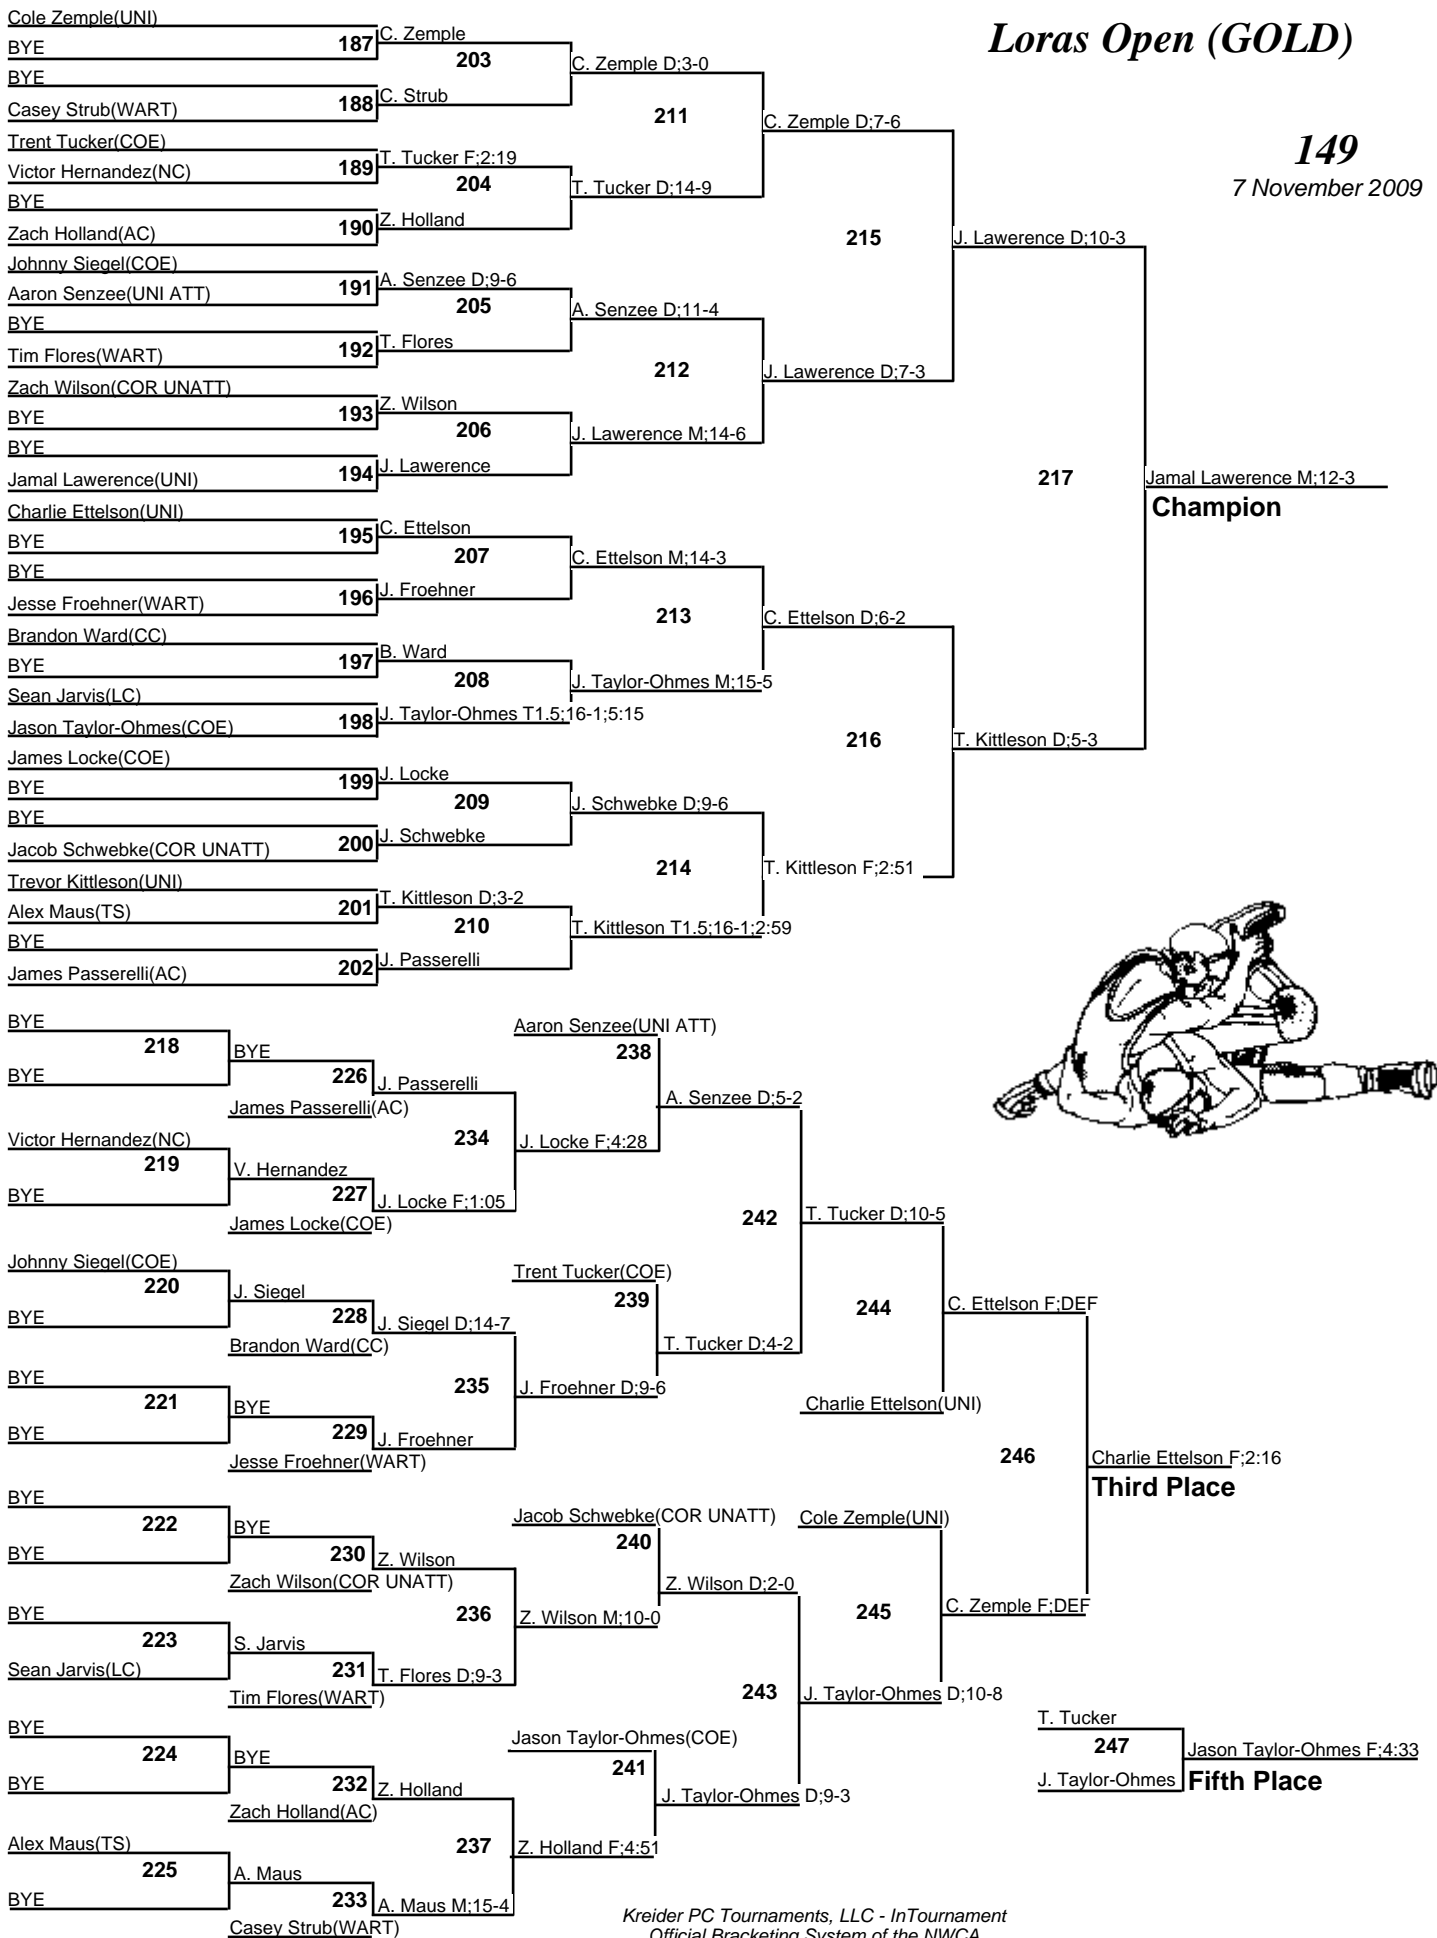 Loras Open (GOLD)
149
7 November 2009
Cole Zemple(UNI)
BYE
187
C. Zemple
203
C. Zemple D;3-0
BYE
Casey Strub(WART)
188
C. Strub
211
C. Zemple D;7-6
Trent Tucker(COE)
Victor Hernandez(NC)
189
T. Tucker F;2:19
204
T. Tucker D;14-9
BYE
Zach Holland(AC)
190
Z. Holland
215
J. Lawerence D;10-3
Johnny Siegel(COE)
Aaron Senzee(UNI ATT)
191
A. Senzee D;9-6
205
A. Senzee D;11-4
BYE
Tim Flores(WART)
192
T. Flores
212
J. Lawerence D;7-3
Zach Wilson(COR UNATT)
BYE
193
Z. Wilson
206
J. Lawerence M;14-6
BYE
Jamal Lawerence(UNI)
194
J. Lawerence
217
Jamal Lawerence M;12-3
Champion
Charlie Ettelson(UNI)
BYE
195
C. Ettelson
207
C. Ettelson M;14-3
BYE
Jesse Froehner(WART)
196
J. Froehner
213
C. Ettelson D;6-2
Brandon Ward(CC)
BYE
197
B. Ward
208
J. Taylor-Ohmes M;15-5
Sean Jarvis(LC)
Jason Taylor-Ohmes(COE)
198
J. Taylor-Ohmes T1.5;16-1;5:15
216
T. Kittleson D;5-3
James Locke(COE)
BYE
199
J. Locke
209
J. Schwebke D;9-6
BYE
Jacob Schwebke(COR UNATT)
200
J. Schwebke
214
T. Kittleson F;2:51
Trevor Kittleson(UNI)
Alex Maus(TS)
201
T. Kittleson D;3-2
210
T. Kittleson T1.5;16-1;2:59
BYE
James Passerelli(AC)
202
J. Passerelli
BYE
218
BYE
BYE
226
James Passerelli(AC)
J. Passerelli
Aaron Senzee(UNI ATT)
238
A. Senzee D;5-2
234
J. Locke F;4:28
Victor Hernandez(NC)
219
BYE
V. Hernandez
227
James Locke(COE)
J. Locke F;1:05
242
T. Tucker D;10-5
Johnny Siegel(COE)
220
BYE
J. Siegel
228
Brandon Ward(CC)
J. Siegel D;14-7
Trent Tucker(COE)
239
T. Tucker D;4-2
244
C. Ettelson F;DEF
235
J. Froehner D;9-6
BYE
221
BYE
BYE
229
Jesse Froehner(WART)
J. Froehner
Charlie Ettelson(UNI)
246
Charlie Ettelson F;2:16
Third Place
BYE
222
BYE
BYE
230
Zach Wilson(COR UNATT)
Z. Wilson
Jacob Schwebke(COR UNATT)
240
Z. Wilson D;2-0
Cole Zemple(UNI)
245
C. Zemple F;DEF
236
Z. Wilson M;10-0
BYE
223
Sean Jarvis(LC)
S. Jarvis
231
Tim Flores(WART)
T. Flores D;9-3
243
J. Taylor-Ohmes D;10-8
BYE
224
BYE
BYE
232
Zach Holland(AC)
Z. Holland
Jason Taylor-Ohmes(COE)
241
J. Taylor-Ohmes D;9-3
237
Z. Holland F;4:51
Alex Maus(TS)
225
BYE
A. Maus
233
Casey Strub(WART)
A. Maus M;15-4
T. Tucker
247
J. Taylor-Ohmes
Jason Taylor-Ohmes F;4:33
Fifth Place
Kreider PC Tournaments, LLC - InTournament
Official Bracketing System of the NWCA